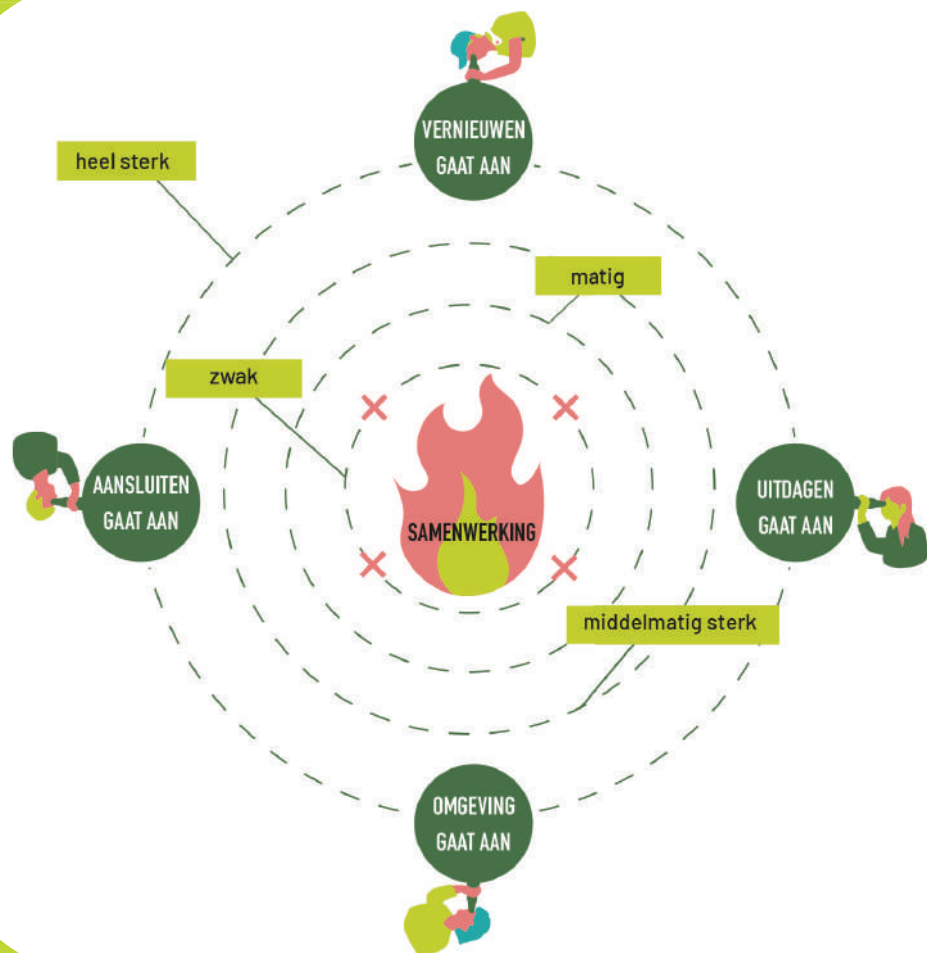 VERNIEUWEN
GAAT AAN
heel sterk
matig
zwak
AANSLUITEN
GAAT AAN
SAMENWERKING
UITDAGEN
GAAT AAN
middelmatig sterk
OMGEVING
GAAT AAN